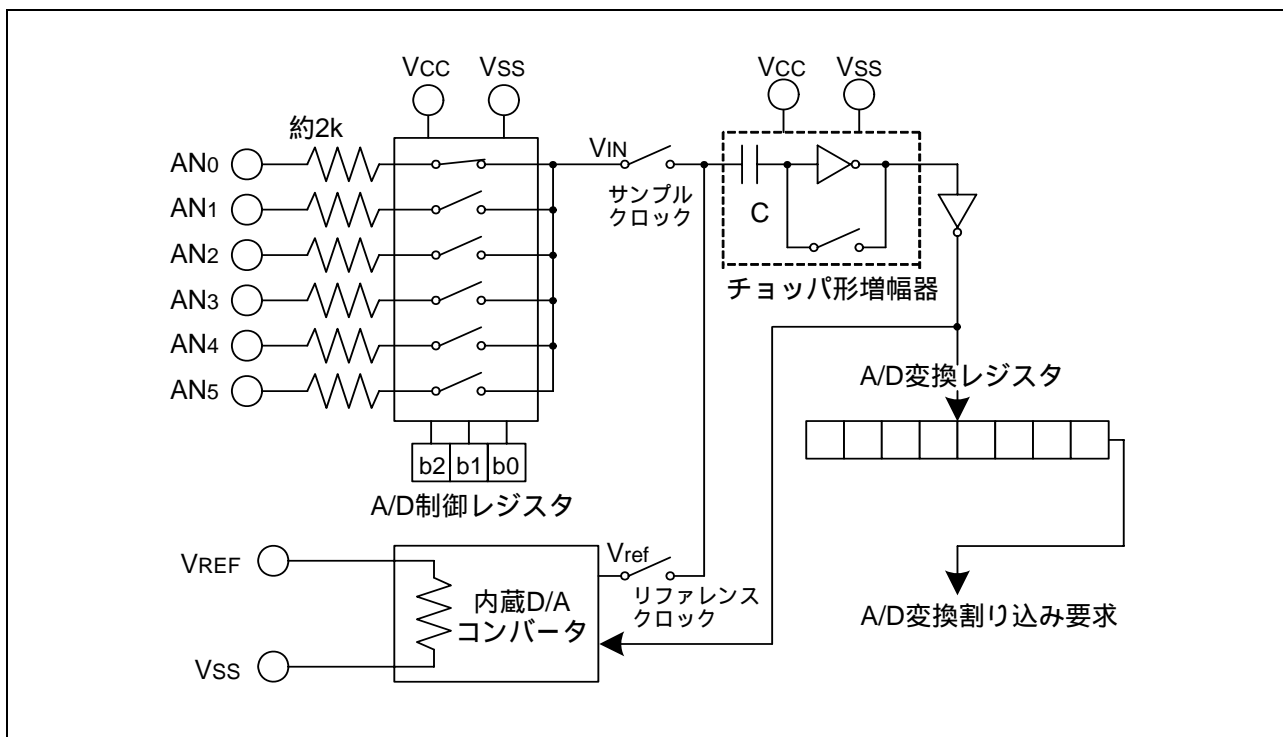 VCC VSS
約2k
AN0
AN1
AN2
AN3
AN4
AN5
b2 b1 b0
A/D制御レジスタ
VIN
サンプル
クロック
VCC VSS
C
チョッパ形増幅器
A/D変換レジスタ
A/D変換割り込み要求
VREF
VSS
内蔵D/A
コンバータ
Vref
リファレンス
クロック